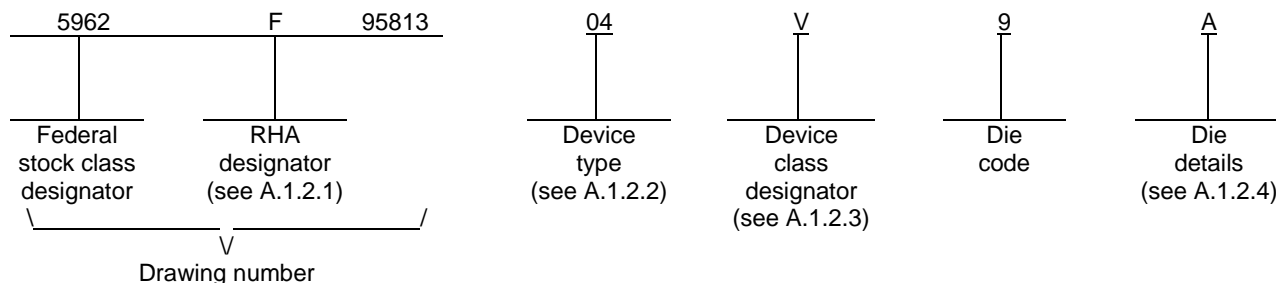 5962 F 95813 04 V 9 A
Federal stock class designator
RHA designator (see A.1.2.1)
Device type (see A.1.2.2)
Device class designator (see A.1.2.3)
Die code
Die details (see A.1.2.4)
\ /
\/
Drawing number